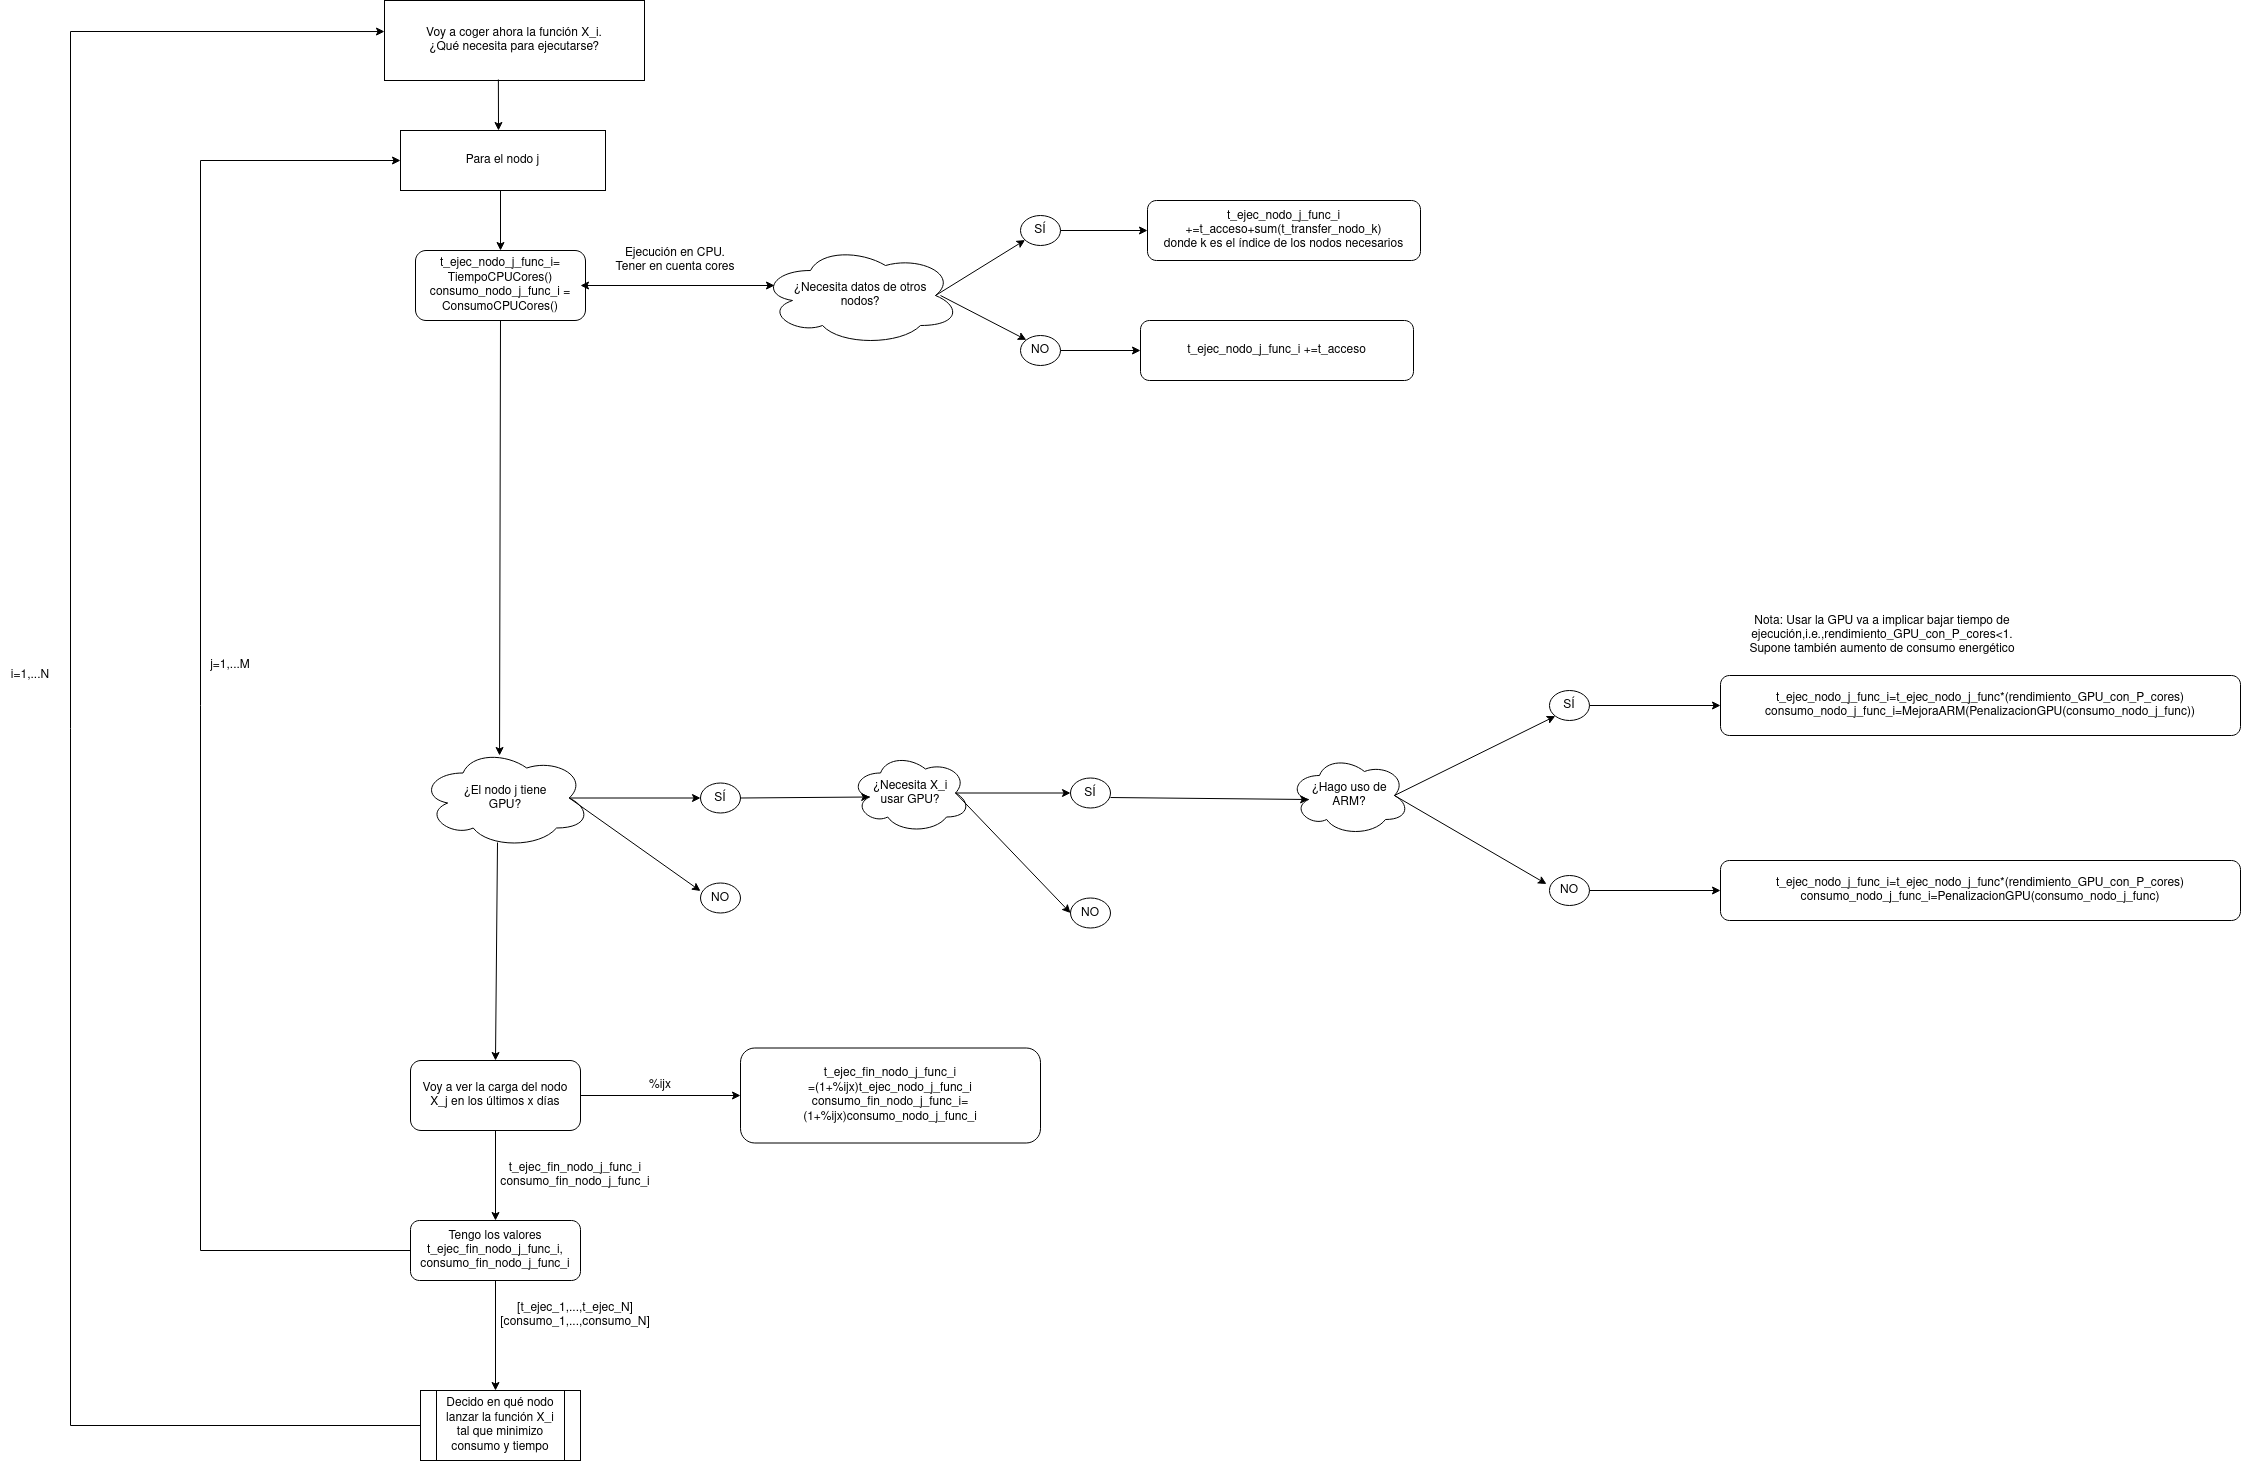 Voy a coger ahora la función X_i.
¿Qué necesita para ejecutarse?
Para el nodo j
t_ejec_nodo_j_func_i=
TiempoCPUCores()
consumo_nodo_j_func_i =
ConsumoCPUCores()
Ejecución en CPU.
Tener en cuenta cores
¿Necesita datos de otros
nodos?
SÍ
t_ejec_nodo_j_func_i
+=t_acceso+sum(t_transfer_nodo_k)
donde k es el índice de los nodos necesarios
NO
t_ejec_nodo_j_func_i +=t_acceso
i=1,...N
j=1,...M
Nota: Usar la GPU va a implicar bajar tiempo de
ejecución,i.e.,rendimiento_GPU_con_P_cores<1.
Supone también aumento de consumo energético
¿El nodo j tiene
GPU?
SÍ
NO
¿Necesita X_i
usar GPU?
SÍ
NO
¿Hago uso de
ARM?
SÍ
t_ejec_nodo_j_func_i=t_ejec_nodo_j_func*(rendimiento_GPU_con_P_cores)
consumo_nodo_j_func_i=MejoraARM(PenalizacionGPU(consumo_nodo_j_func))
NO
t_ejec_nodo_j_func_i=t_ejec_nodo_j_func*(rendimiento_GPU_con_P_cores)
consumo_nodo_j_func_i=PenalizacionGPU(consumo_nodo_j_func)
Voy a ver la carga del nodo
X_j en los últimos x días
%ijx
t_ejec_fin_nodo_j_func_i
=(1+%ijx)t_ejec_nodo_j_func_i
consumo_fin_nodo_j_func_i=
(1+%ijx)consumo_nodo_j_func_i
t_ejec_fin_nodo_j_func_i
consumo_fin_nodo_j_func_i
Tengo los valores
t_ejec_fin_nodo_j_func_i,
consumo_fin_nodo_j_func_i
[t_ejec_1,...,t_ejec_N]
[consumo_1,...,consumo_N]
Decido en qué nodo
lanzar la función X_i
tal que minimizo
consumo y tiempo